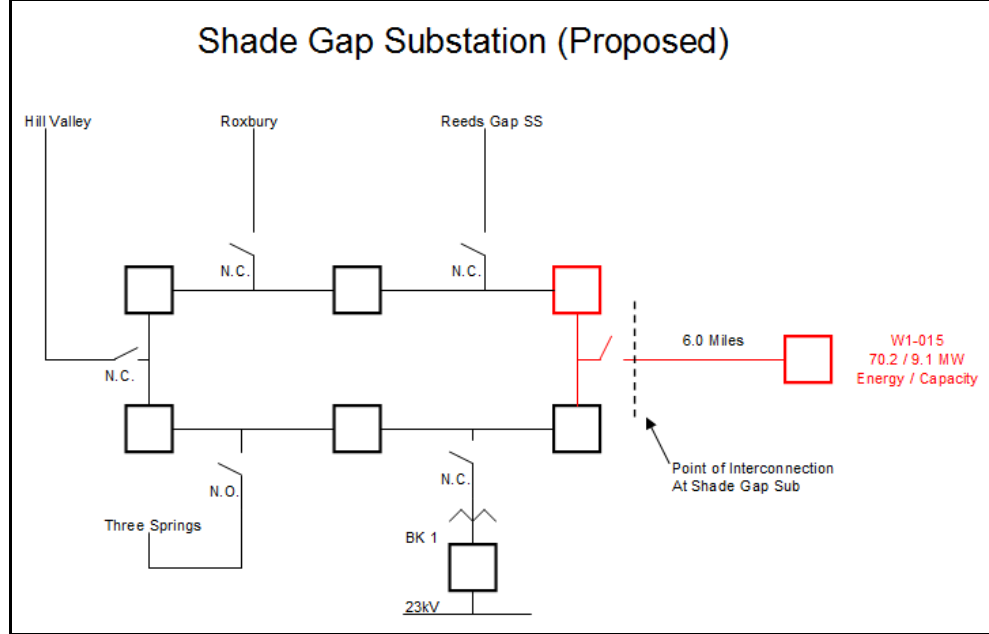 Shade Gap Substation (Proposed)
Hill Valley
Roxbury
Reeds Gap SS
N.C.
N.C.
6.0 Miles
W1-015
70.2 / 9.1 MW
Energy / Capacity
N.C.
Point of Interconnection
At Shade Gap Sub
N.C.
N.O.
Three Springs
BK 1
23kV